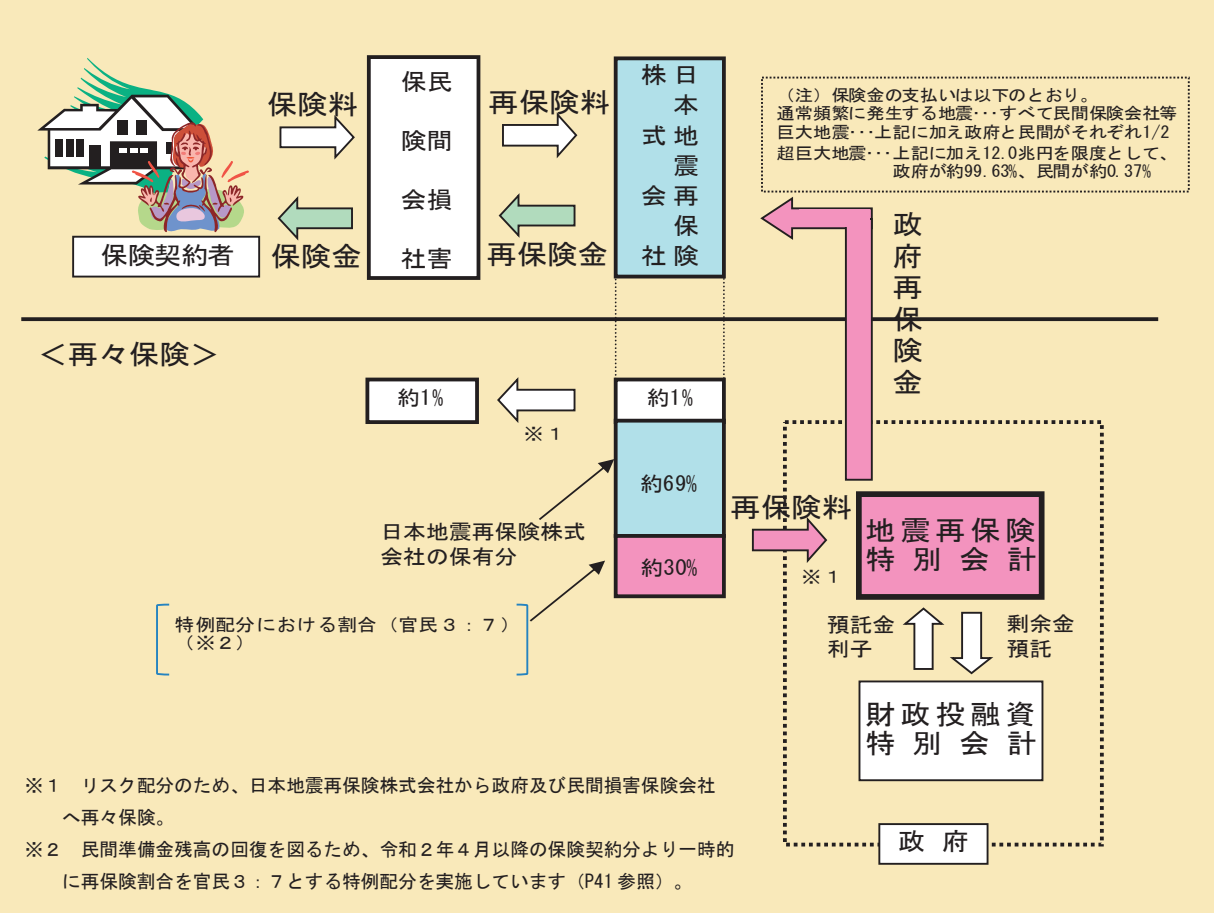 保険料
再保険料
保険契約者
保険金
再保険金
民間損害
保険会社
日本地震再保険
株式会社
（注）保険金の支払いは以下のとおり。
通常頻繁に発生する地震･･･すべて民間保険会社等
巨大地震･･･上記に加え政府と民間がそれぞれ1/2
超巨大地震･･･上記に加え12.0兆円を限度として、
政府が約99.63%、民間が約0.37%
政府再保険金
＜再々保険＞
約1%
※１
約1%
約69%
約30%
日本地震再保険株式
会社の保有分
特例配分における割合（官民３：７）
（※２）
再保険料
※１
地震再保険
特別会計
預託金
利子
剰余金
預託
財政投融資
特別会計
政府
※１　リスク配分のため、日本地震再保険株式会社から政府及び民間損害保険会社
へ再々保険。
※２　民間準備金残高の回復を図るため、令和２年４月以降の保険契約分より一時的
に再保険割合を官民３：７とする特例配分を実施しています（P41参照）。